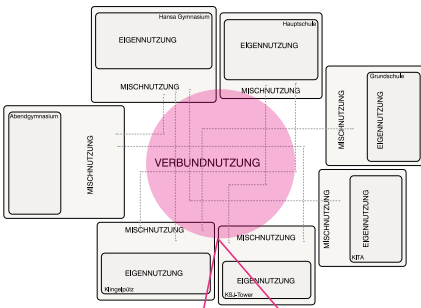 Hansa Gymnasium
EIGENNUTZUNG
MISCHNUTZUNG
Hauptschule
EIGENNUTZUNG
MISCHNUTZUNG
Grundschule
MISCHNUTZUNG
EIGENNUTZUNG
Abendgymnasium
MISCHNUTZUNG
VERBUNDNUTZUNG
MISCHNUTZUNG
EIGENNUTZUNG
KITA
MISCHNUTZUNG
EIGENNUTZUNG
Klingelpütz
MISCHNUTZUNG
EIGENNUTZUNG
KSJ-Tower